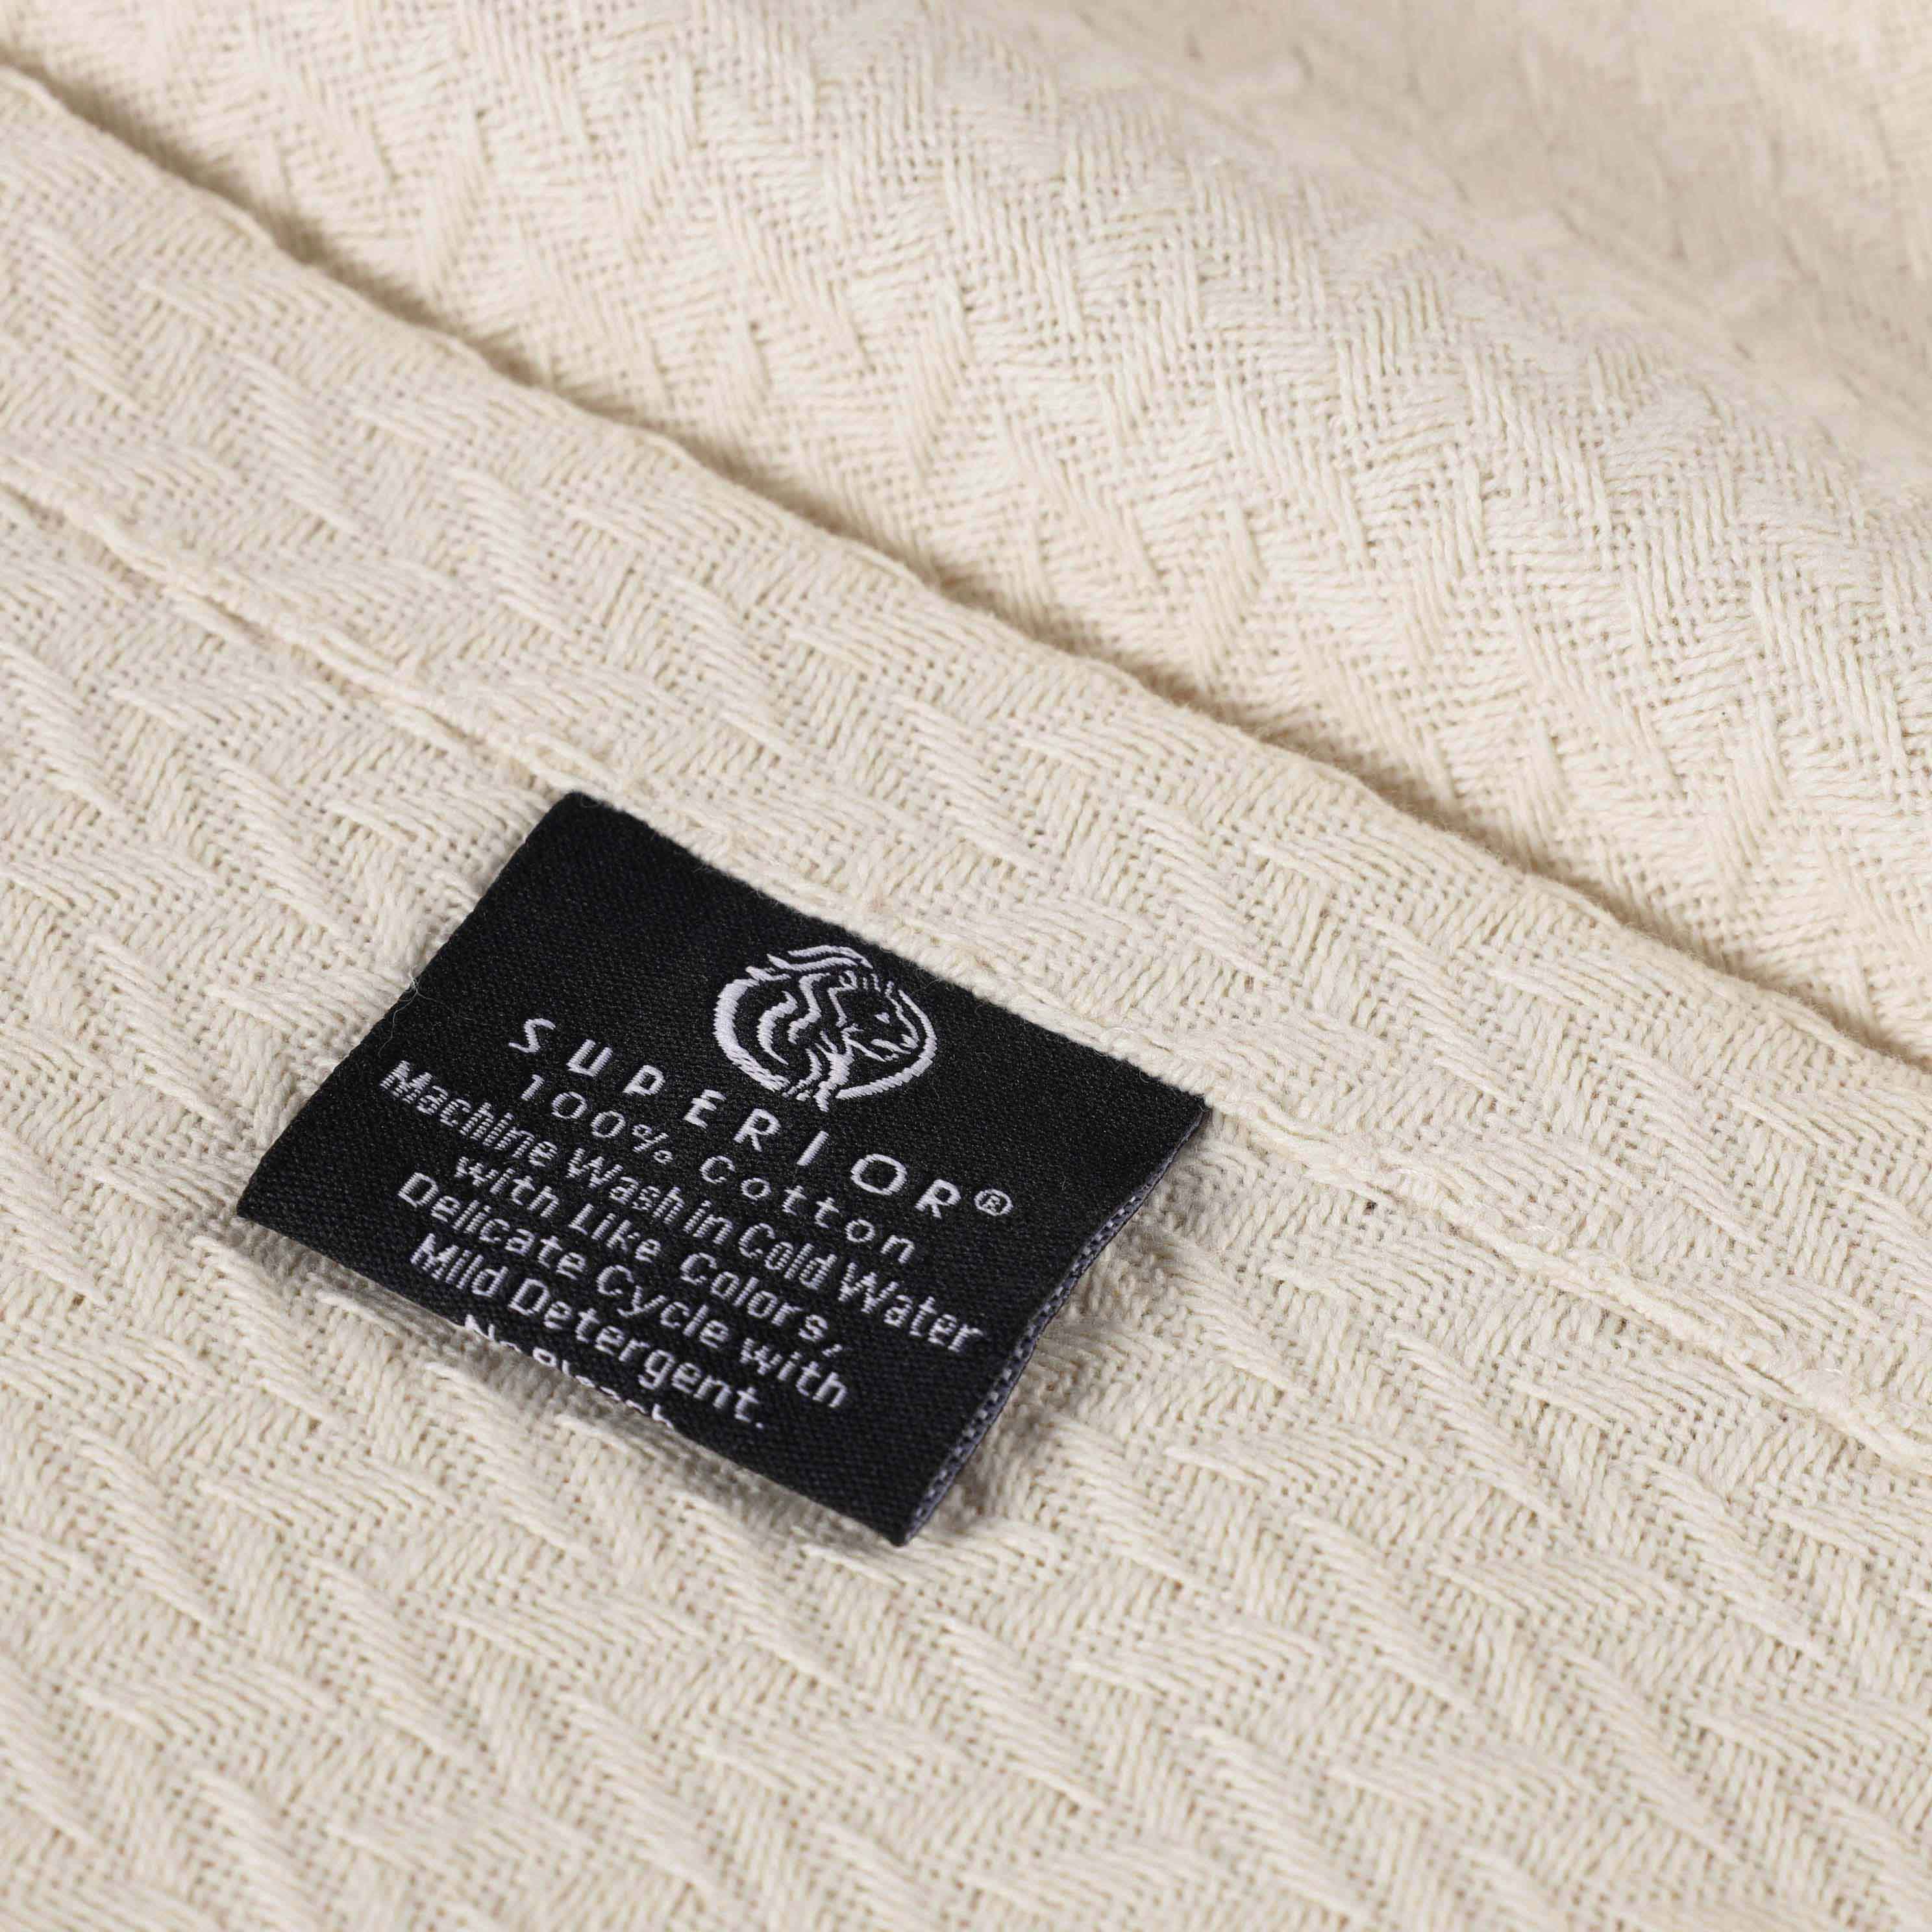 SUPERIOR®
100% Cotton
Machine Wash in Cold Water
with Like Colors,
Delicate Cycle with
Mild Detergent.